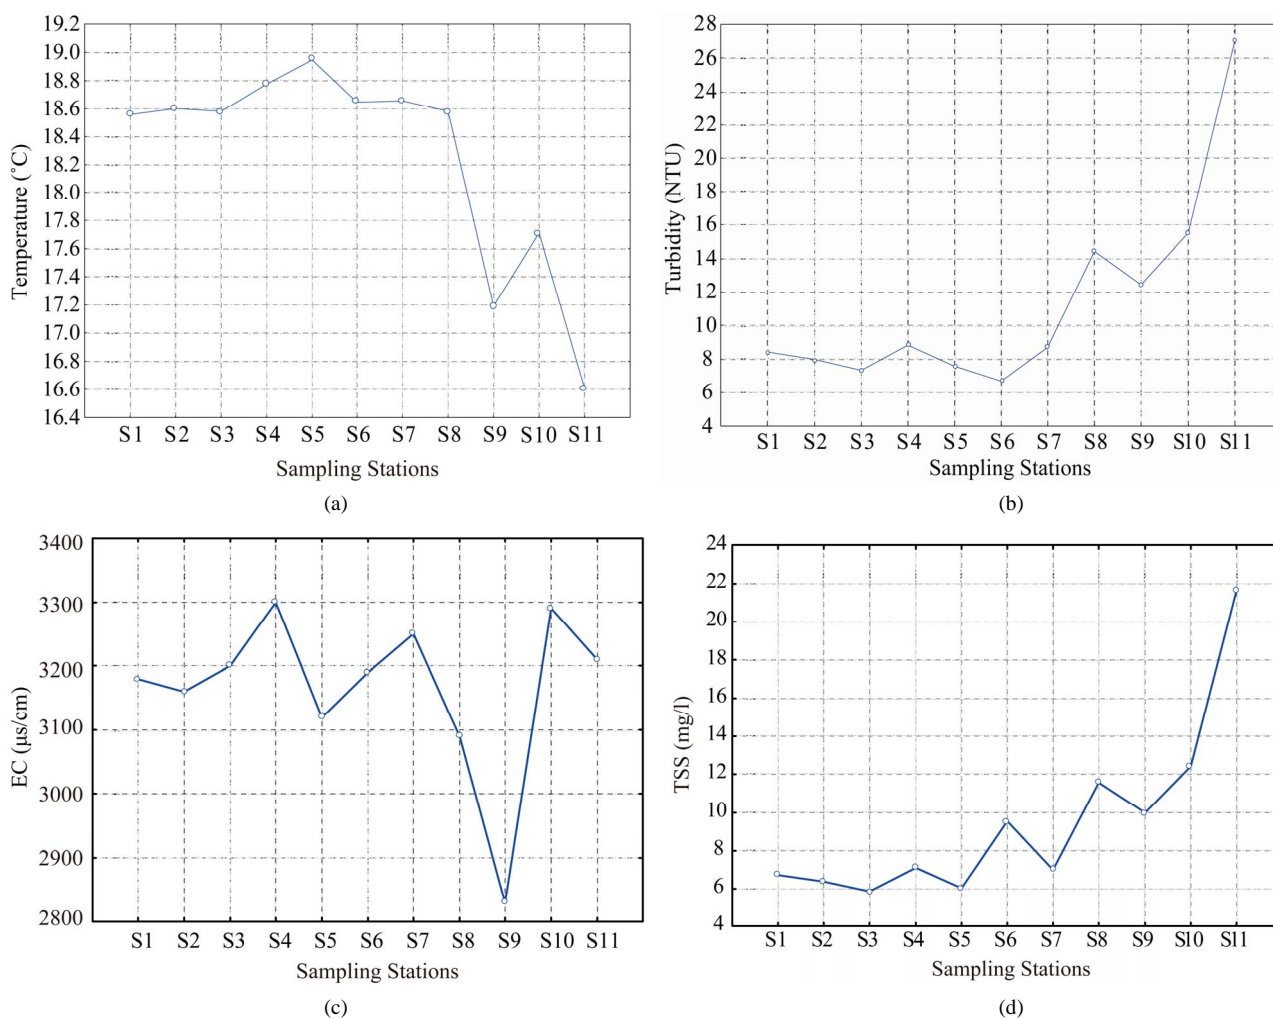 19.2
19.0
18.8
18.6
18.4
18.2
18.0
17.8
17.6
17.4
17.2
17.0
16.8
16.6
16.4
Temperature (˚C)
S1 S2 S3 S4 S5 S6 S7 S8 S9 S10 S11
Sampling Stations
(a)
28
26
24
22
20
18
16
14
12
10
8
6
4
Turbidity (NTU)
S1 S2 S3 S4 S5 S6 S7 S8 S9 S10 S11
Sampling Stations
(b)
3400
3300
3200
3100
3000
2900
2800
EC (μs/cm)
S1 S2 S3 S4 S5 S6 S7 S8 S9 S10 S11
Sampling Stations
(c)
24
22
20
18
16
14
12
10
8
6
4
TSS (mg/l)
S1 S2 S3 S4 S5 S6 S7 S8 S9 S10 S11
Sampling Stations
(d)